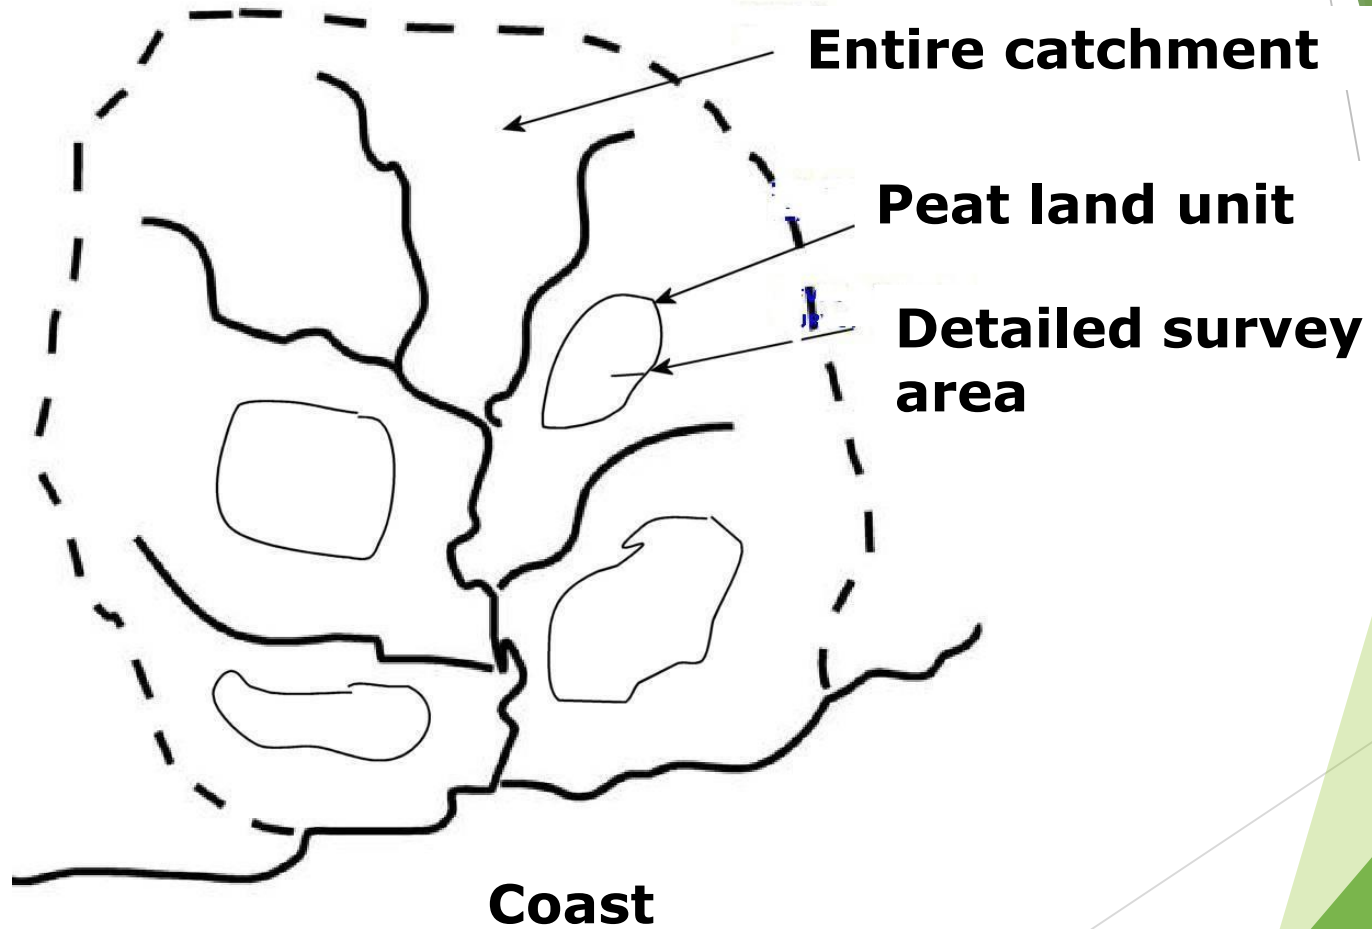 Entire catchment
Peat land unit
Detailed survey
area
Coast